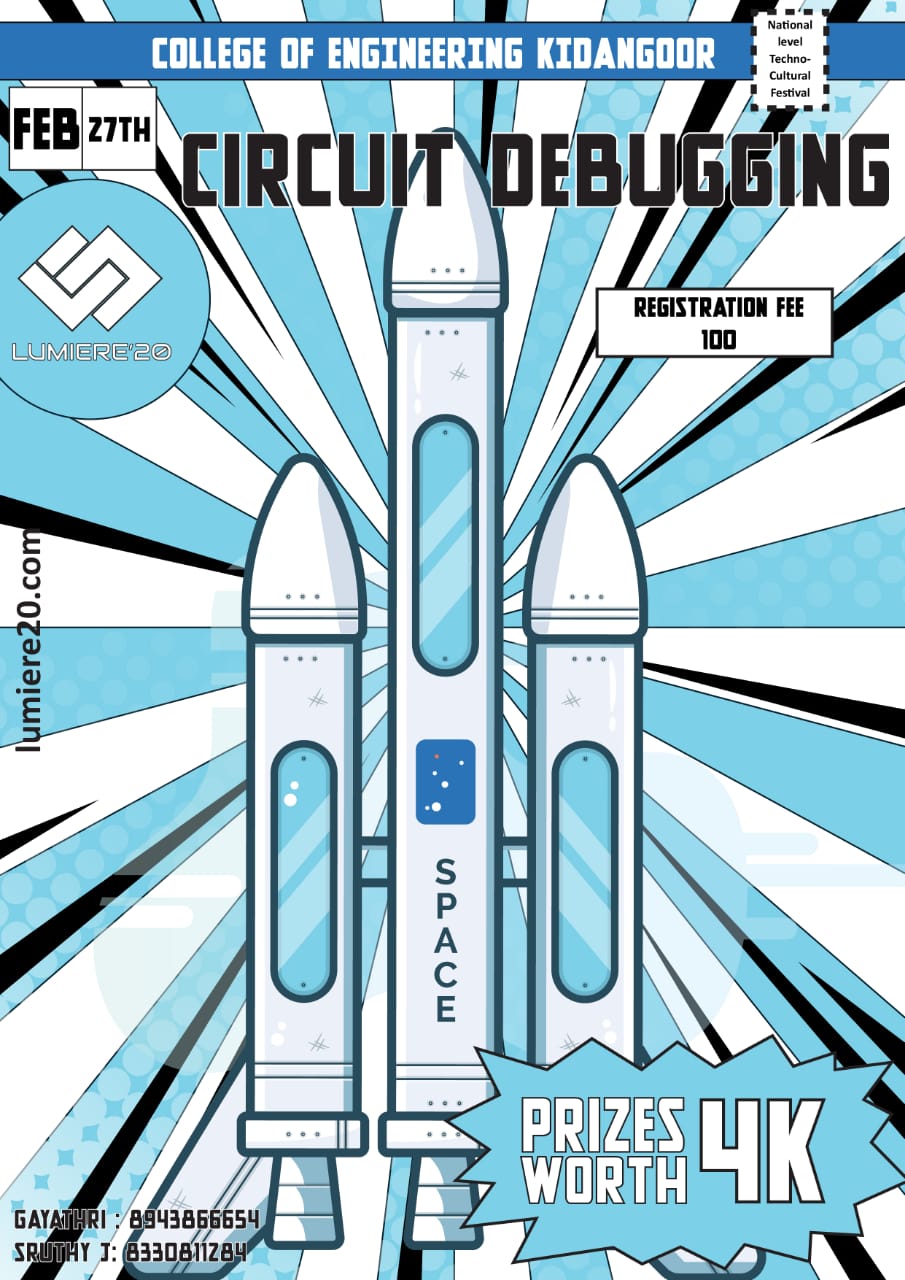 COLLEGE OF ENGINEERING KIDANGOOR
National
level
Techno-
Cultural
Festival
FEB 27TH
CIRCUIT DEBUGGING
LUMIERE'20
REGISTRATION FEE
100
lumiere20.com
SPACE
PRIZES
WORTH
4K
GAYATHRI : 8943866654
SRUTHY J: 8330811284